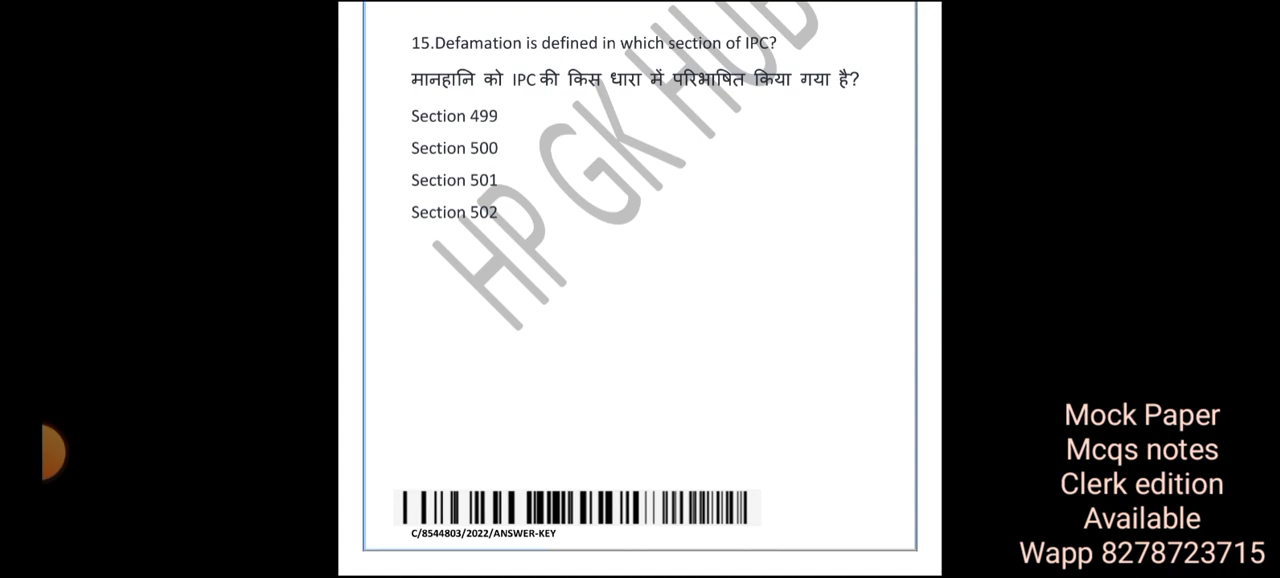 15.Defamation is defined in which section of IPC?
मानहानि को IPC की किस धारा में परिभाषित किया गया है?
Section 499
Section 500
Section 501
Section 502
HP GK HUB
C/8544803/2022/ANSWER-KEY
Mock Paper
Mcqs notes
Clerk edition
Available
Wapp 8278723715